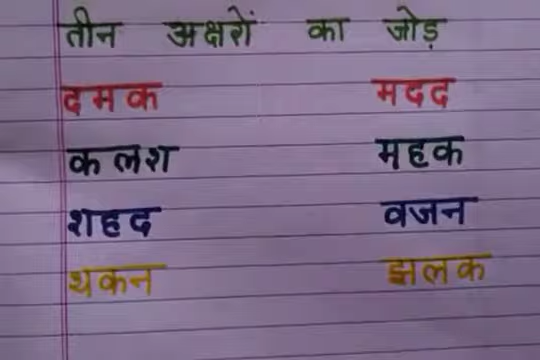 तीन अक्षरों का जोड़
दमक मदद
कलश महक
शहद वजन
थकन झलक